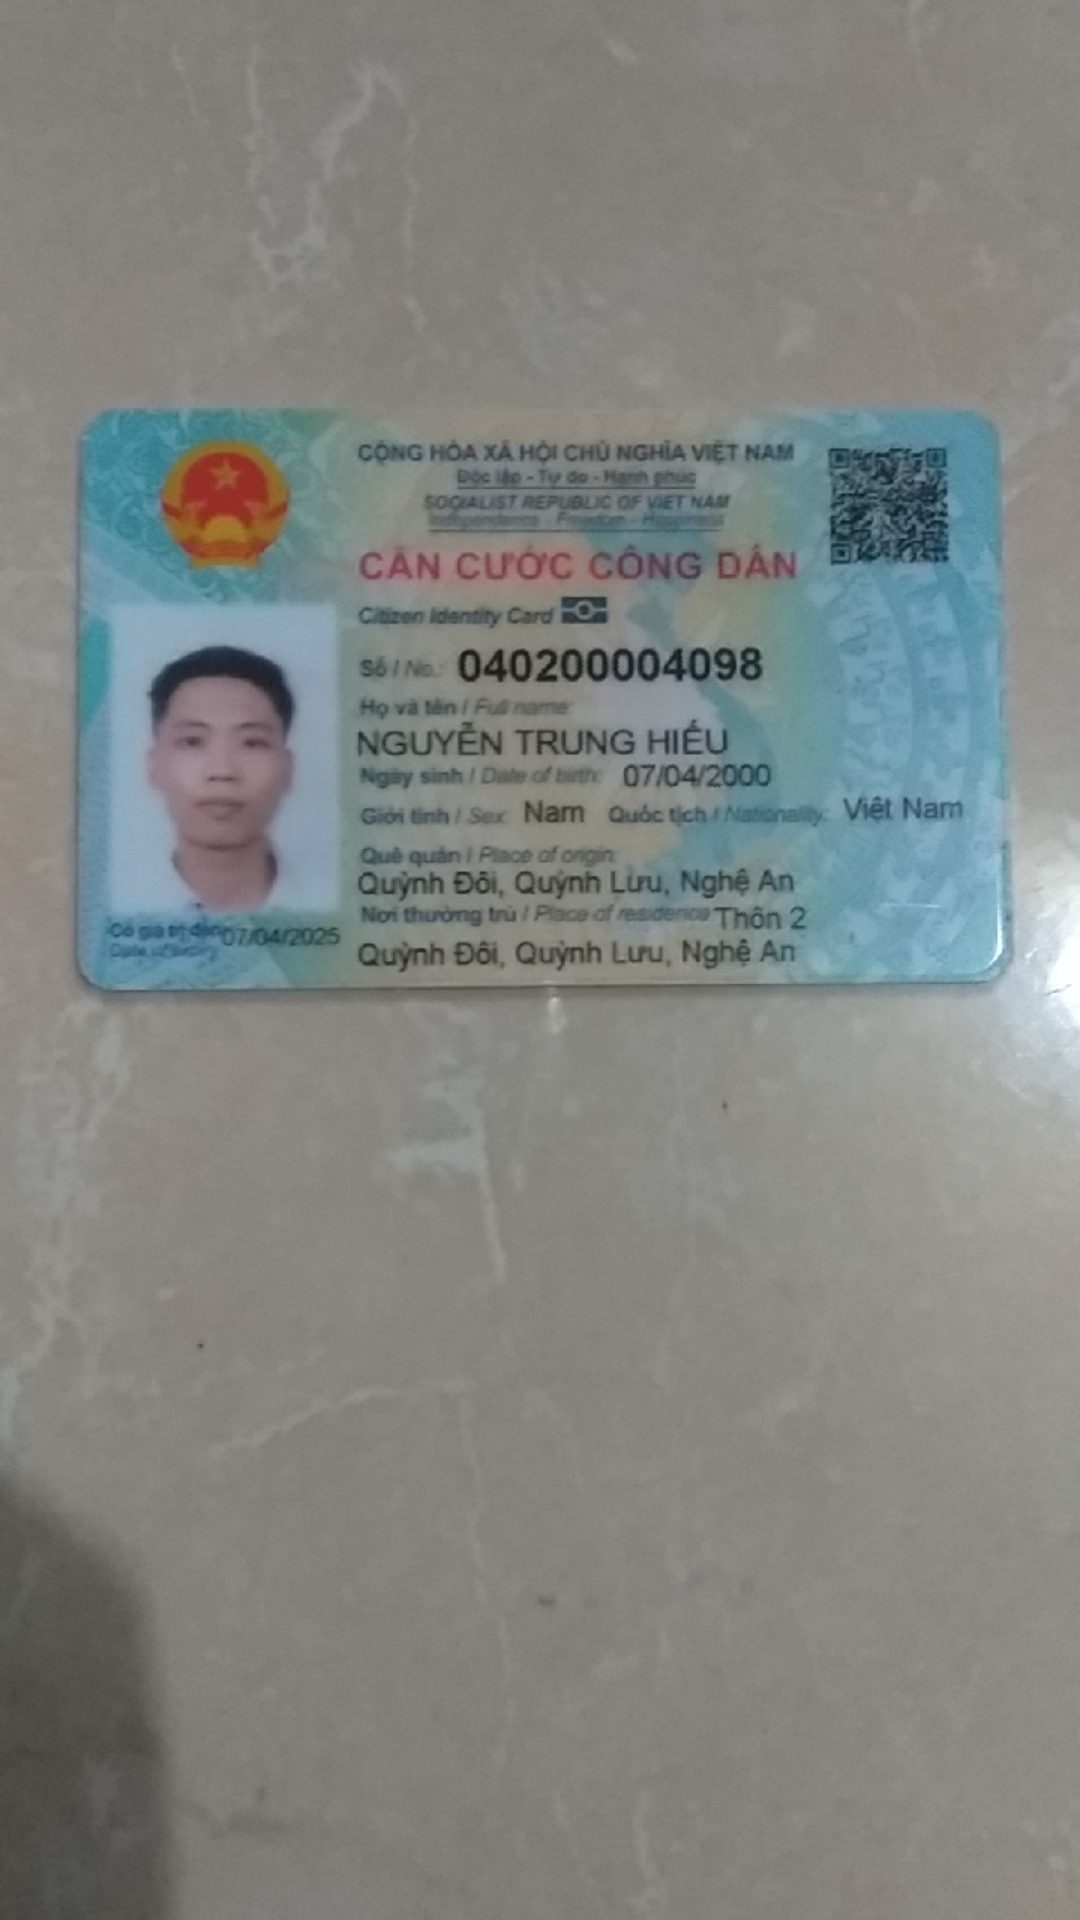 CỘNG HÒA XÃ HỘI CHỦ NGHĨA VIỆT NAM
Độc lập - Tự do - Hạnh phúc
SOCIALIST REPUBLIC OF VIET NAM
Independence - Freedom - Happiness
CĂN CƯỚC CÔNG DÂN
Citizen Identity Card
Số / No.: 040200004098
Họ và tên / Full name:
NGUYỄN TRUNG HIẾU
Ngày sinh / Date of birth: 07/04/2000
Giới tính / Sex: Nam Quốc tịch / Nationality: Việt Nam
Quê quán / Place of origin:
Quỳnh Đôi, Quỳnh Lưu, Nghệ An
Nơi thường trú / Place of residence Thôn 2
Quỳnh Đôi, Quỳnh Lưu, Nghệ An
Có giá trị đến 07/04/2025
Date of expiry